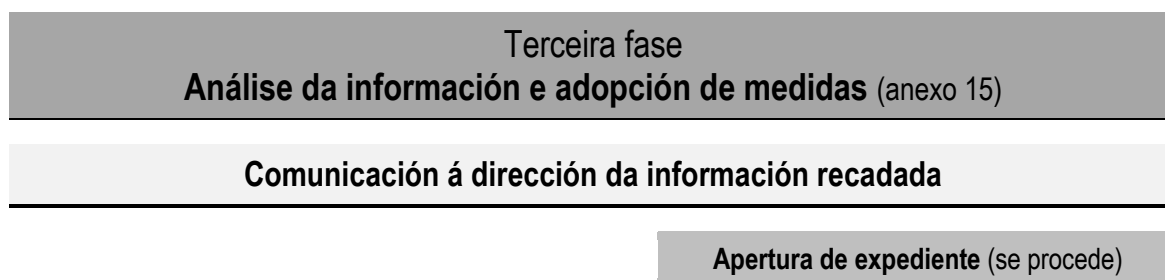 Terceira fase
Análise da información e adopción de medidas (anexo 15)
Comunicación á dirección da información recadada
Apertura de expediente (se procede)